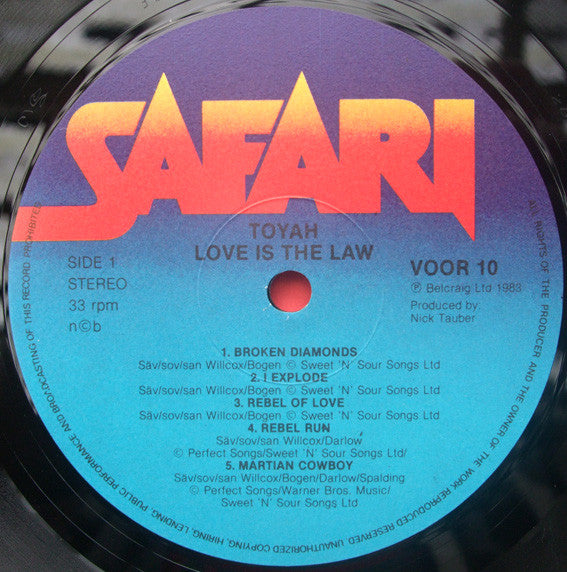 SAFARI
TOYAH
LOVE IS THE LAW
SIDE 1
STEREO
33 rpm
n©b
VOOR 10
℗ Belcraig Ltd 1983
Produced by:
Nick Tauber
1. BROKEN DIAMONDS
Säv/sov/san Willcox/Bogen © Sweet 'N' Sour Songs Ltd
2. I EXPLODE
Säv/sov/san Willcox/Bogen © Sweet 'N' Sour Songs Ltd
3. REBEL OF LOVE
Säv/sov/san Willcox/Bogen © Sweet 'N' Sour Songs Ltd
4. REBEL RUN
Säv/sov/san Willcox/Darlow
© Perfect Songs/Sweet 'N' Sour Songs Ltd/
5. MARTIAN COWBOY
Säv/sov/san Willcox/Bogen/Darlow/Spalding
© Perfect Songs/Warner Bros. Music/
Sweet 'N' Sour Songs Ltd
ALL RIGHTS OF THE PRODUCER AND THE OWNER OF THE WORK REPRODUCED RESERVED UNAUTHORIZED COPYING, HIRING, LENDING, PUBLIC PERFORMANCE AND BROADCASTING OF THIS RECORD PROHIBITED